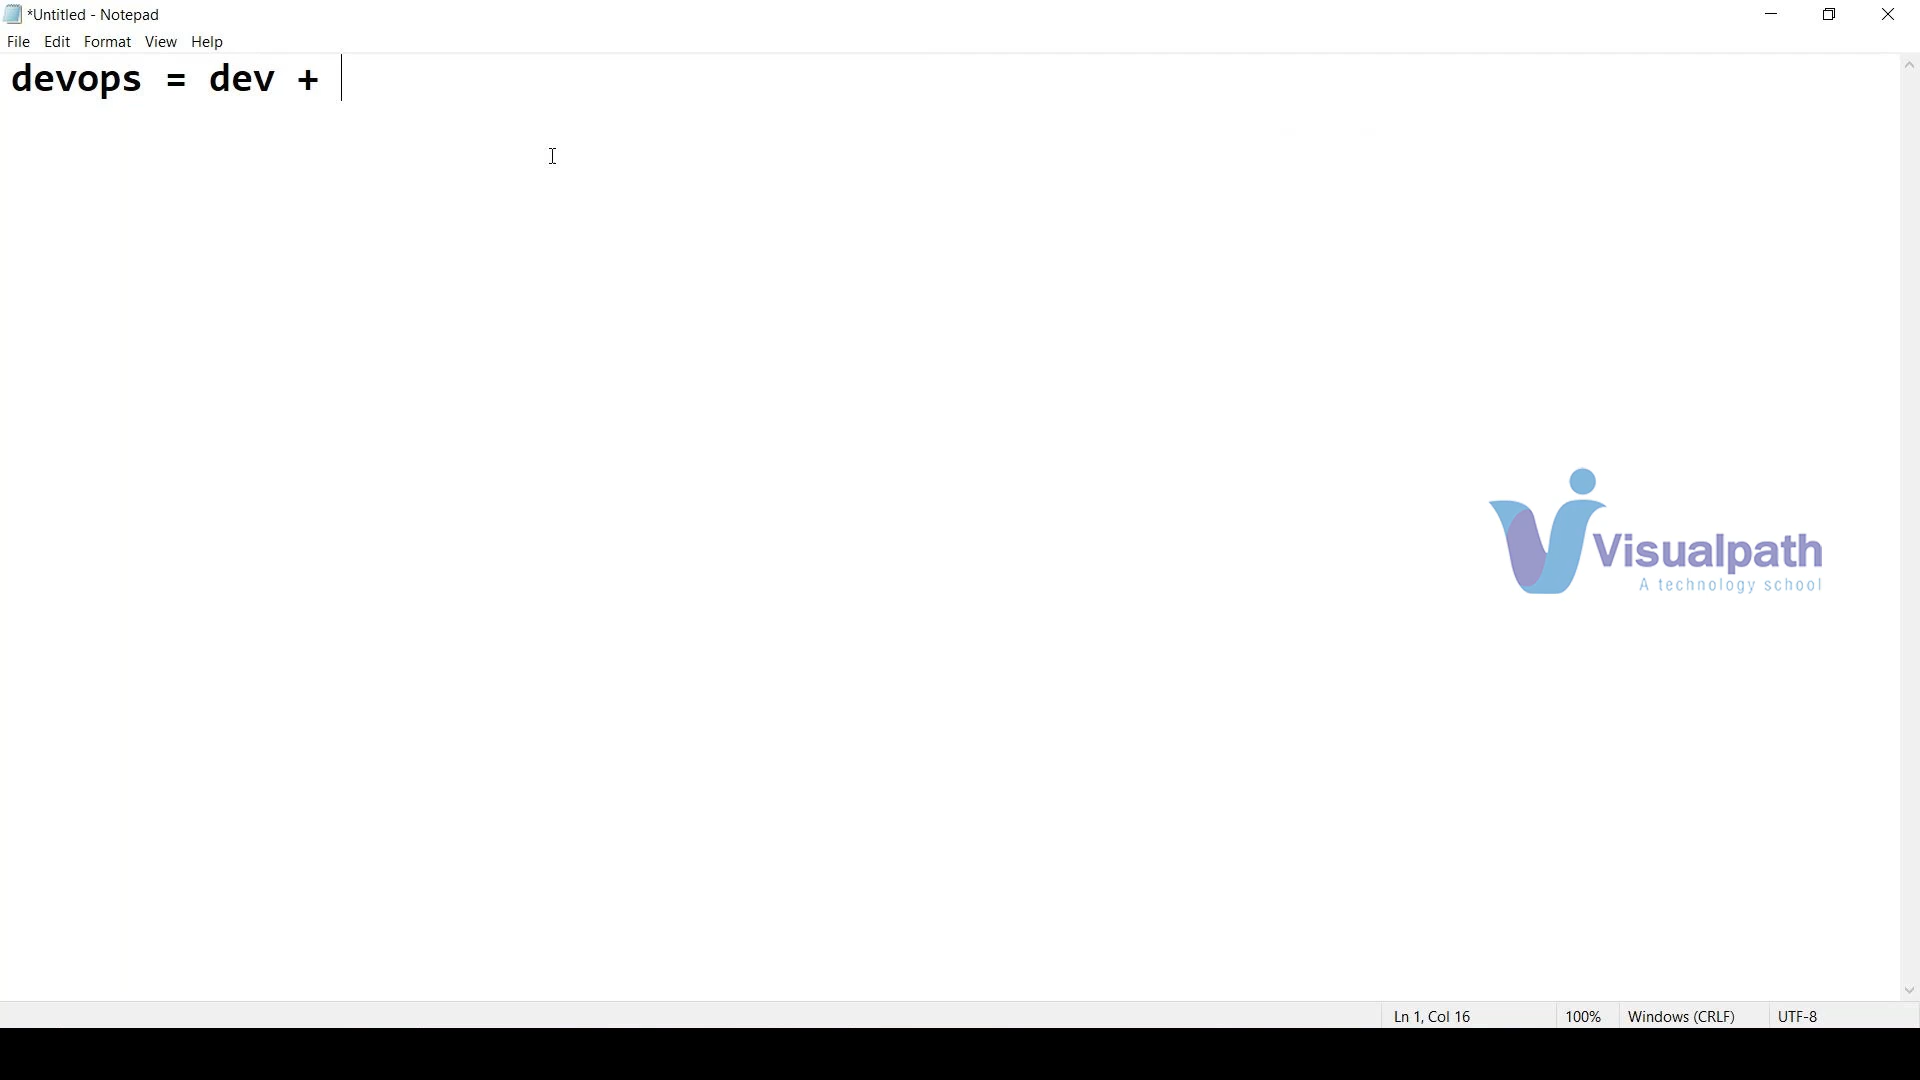 *Untitled - Notepad
File Edit Format View Help
devops = dev +
Visualpath
A technology school
Ln 1, Col 16 100% Windows (CRLF) UTF-8